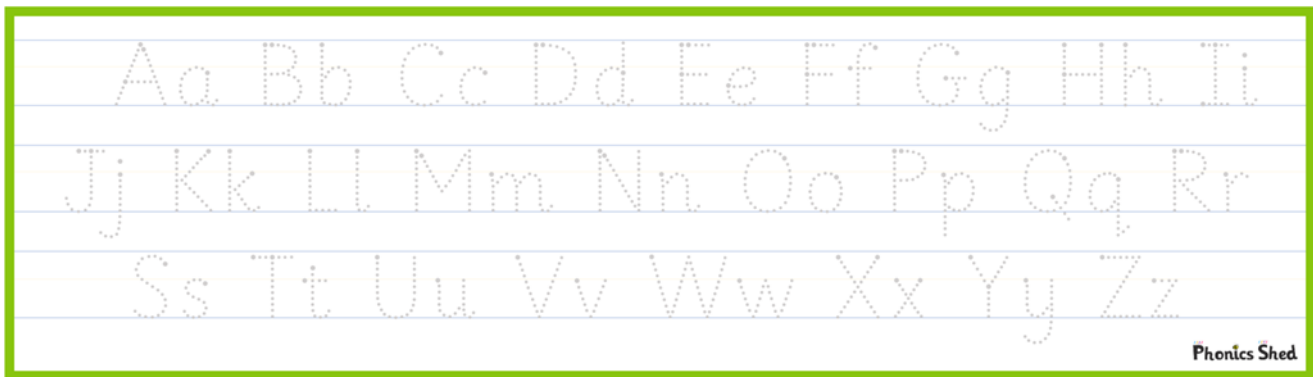 Aa Bb Cc Dd Ee Ff Gg Hh Ii
Jj Kk Ll Mm Nn Oo Pp Qq Rr
Ss Tt Uu Vv Ww Xx Yy Zz
Phonics Shed